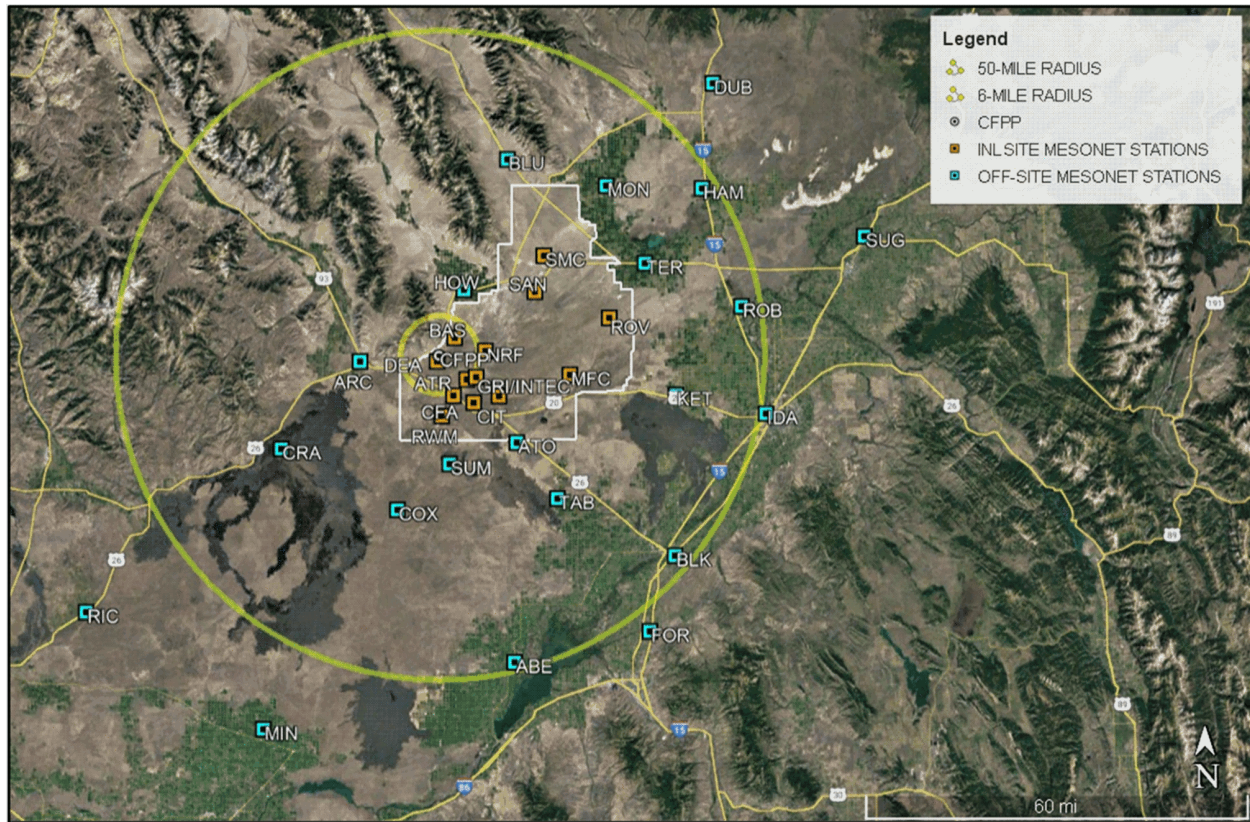 Legend
50-MILE RADIUS
6-MILE RADIUS
CFPP
INL SITE MESONET STATIONS
OFF-SITE MESONET STATIONS
DUB
15
BLU
MON
HAM
SUG
15
SMC
TER
93
HOW
SAN
191
ROB
ROV
BAS
NRF
DEA
CFPP
ARC
MFC
ATR
GRI/INTEC
KET
CFA
20
26
CIT
IDA
RWM
ATO
26
CRA
SUM
15
26
TAB
COX
89
BLK
26
RIC
FOR
ABE
89
MIN
15
N
86
30
60 mi